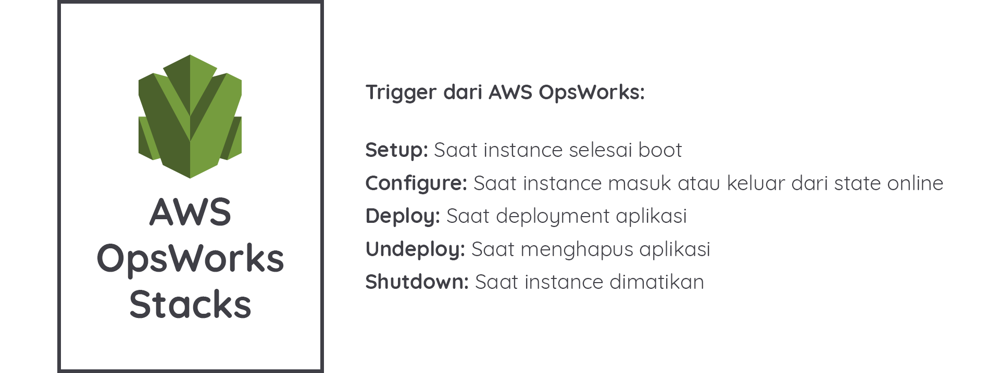 AWS
OpsWorks
Stacks
Trigger dari AWS OpsWorks:
Setup: Saat instance selesai boot
Configure: Saat instance masuk atau keluar dari state online
Deploy: Saat deployment aplikasi
Undeploy: Saat menghapus aplikasi
Shutdown: Saat instance dimatikan